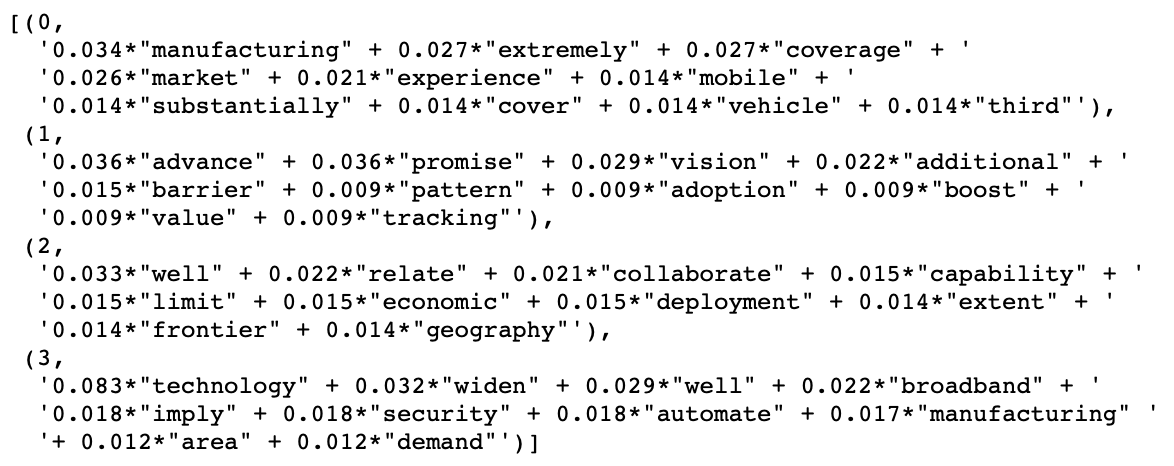 [(0,
'0.034*"manufacturing" + 0.027*"extremely" + 0.027*"coverage" + '
'0.026*"market" + 0.021*"experience" + 0.014*"mobile" + '
'0.014*"substantially" + 0.014*"cover" + 0.014*"vehicle" + 0.014*"third"'),
(1,
'0.036*"advance" + 0.036*"promise" + 0.029*"vision" + 0.022*"additional" + '
'0.015*"barrier" + 0.009*"pattern" + 0.009*"adoption" + 0.009*"boost" + '
'0.009*"value" + 0.009*"tracking"'),
(2,
'0.033*"well" + 0.022*"relate" + 0.021*"collaborate" + 0.015*"capability" + '
'0.015*"limit" + 0.015*"economic" + 0.015*"deployment" + 0.014*"extent" + '
'0.014*"frontier" + 0.014*"geography"'),
(3,
'0.083*"technology" + 0.032*"widen" + 0.029*"well" + 0.022*"broadband" + '
'0.018*"imply" + 0.018*"security" + 0.018*"automate" + 0.017*"manufacturing" '
'+ 0.012*"area" + 0.012*"demand"')]